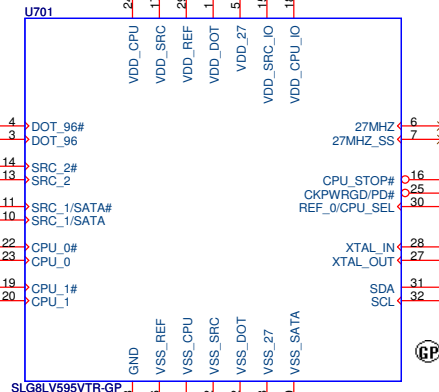 U701
VDD_CPU
VDD_SRC
VDD_REF
VDD_DOT
VDD_27
VDD_SRC_IO
VDD_CPU_IO
5
4 DOT_96#
3 DOT_96
14 SRC_2#
13 SRC_2
11 SRC_1/SATA#
10 SRC_1/SATA
22 CPU_0#
23 CPU_0
19 CPU_1#
20 CPU_1
27MHZ 6
27MHZ_SS 7
CPU_STOP# 16
CKPWRGD/PD# 25
REF_0/CPU_SEL 30
XTAL_IN 28
XTAL_OUT 27
SDA 31
SCL 32
GND
VSS_REF
VSS_CPU
VSS_SRC
VSS_DOT
VSS_27
VSS_SATA
GP
SLG8LV595VTR-GP